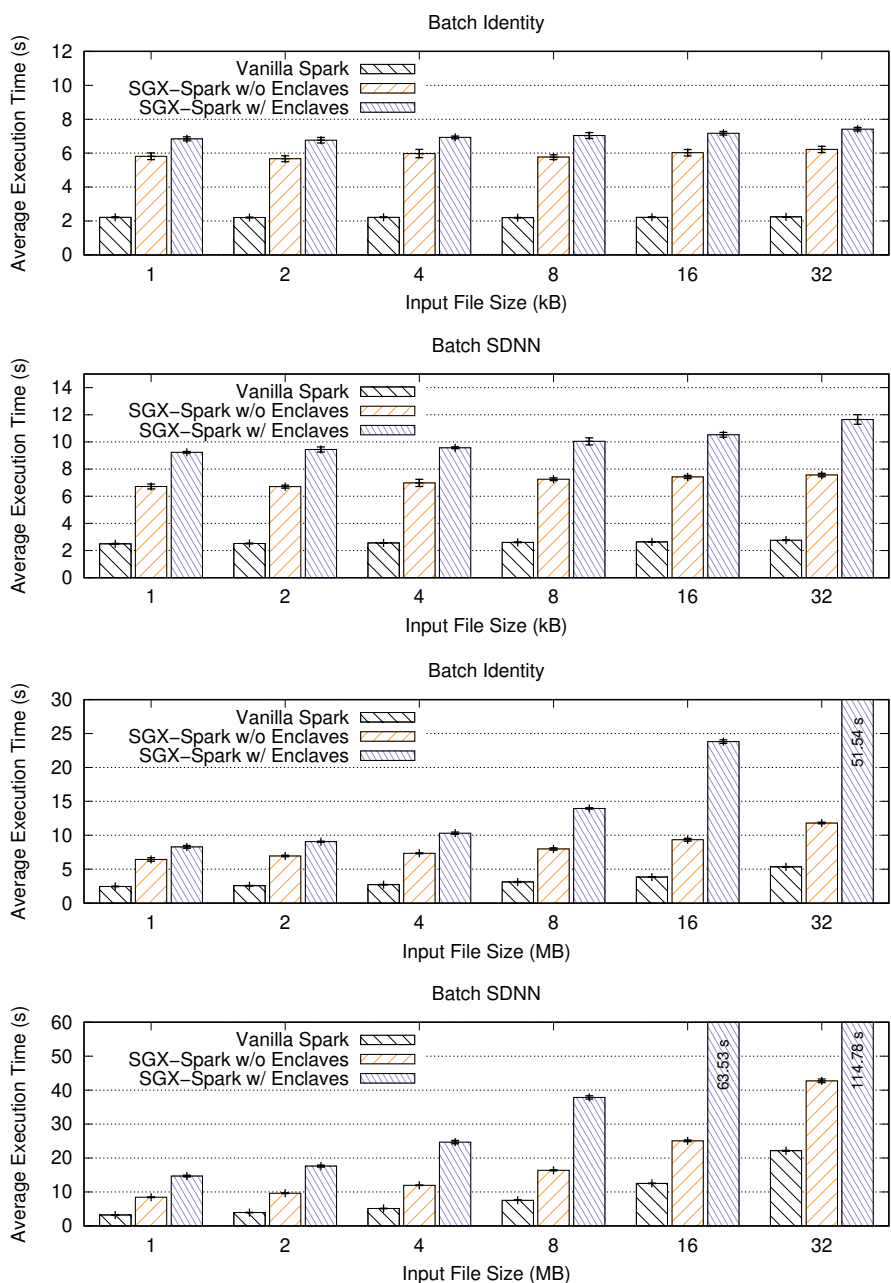 Batch Identity
Average Execution Time (s)
12
10
8
6
4
2
0
Vanilla Spark
SGX-Spark w/o Enclaves
SGX-Spark w/ Enclaves
1 2 4 8 16 32
Input File Size (kB)
Batch SDNN
Average Execution Time (s)
14
12
10
8
6
4
2
0
Vanilla Spark
SGX-Spark w/o Enclaves
SGX-Spark w/ Enclaves
1 2 4 8 16 32
Input File Size (kB)
Batch Identity
Average Execution Time (s)
30
25
20
15
10
5
0
Vanilla Spark
SGX-Spark w/o Enclaves
SGX-Spark w/ Enclaves
51.54 s
1 2 4 8 16 32
Input File Size (MB)
Batch SDNN
Average Execution Time (s)
60
50
40
30
20
10
0
Vanilla Spark
SGX-Spark w/o Enclaves
SGX-Spark w/ Enclaves
63.53 s
114.78 s
1 2 4 8 16 32
Input File Size (MB)